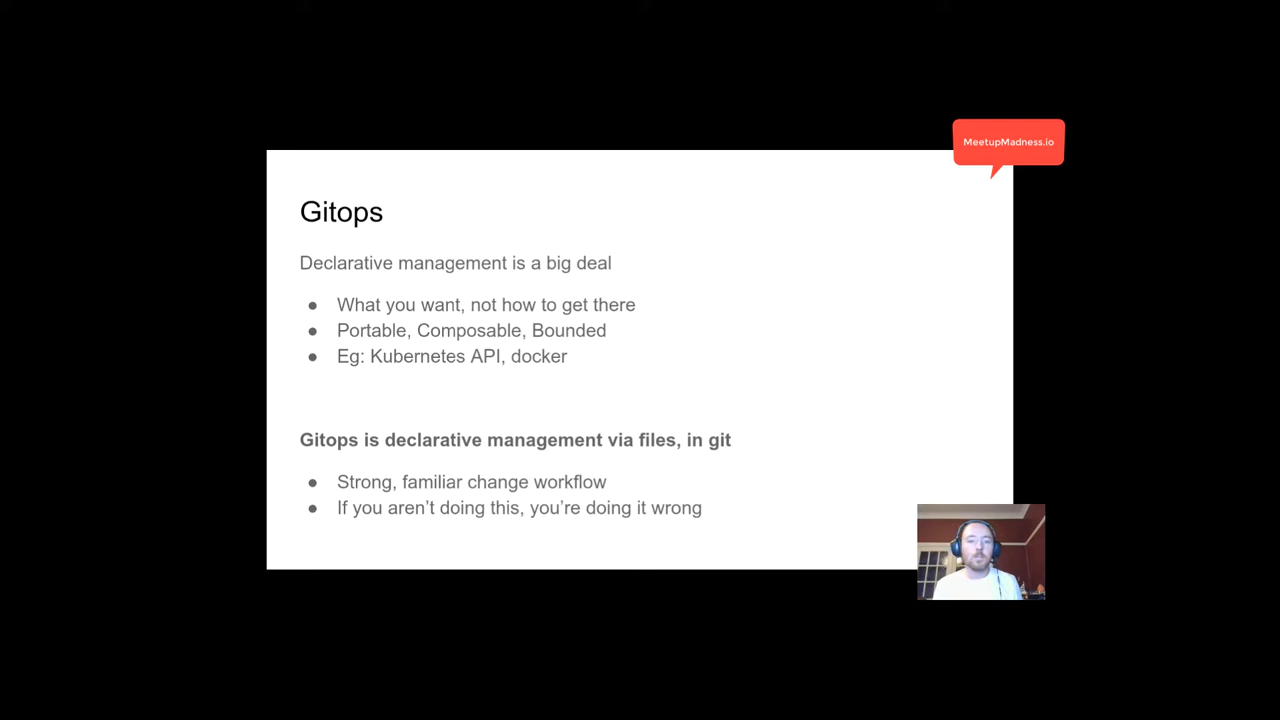 MeetupMadness.io
Gitops
Declarative management is a big deal
● What you want, not how to get there
● Portable, Composable, Bounded
● Eg: Kubernetes API, docker
Gitops is declarative management via files, in git
● Strong, familiar change workflow
● If you aren’t doing this, you’re doing it wrong